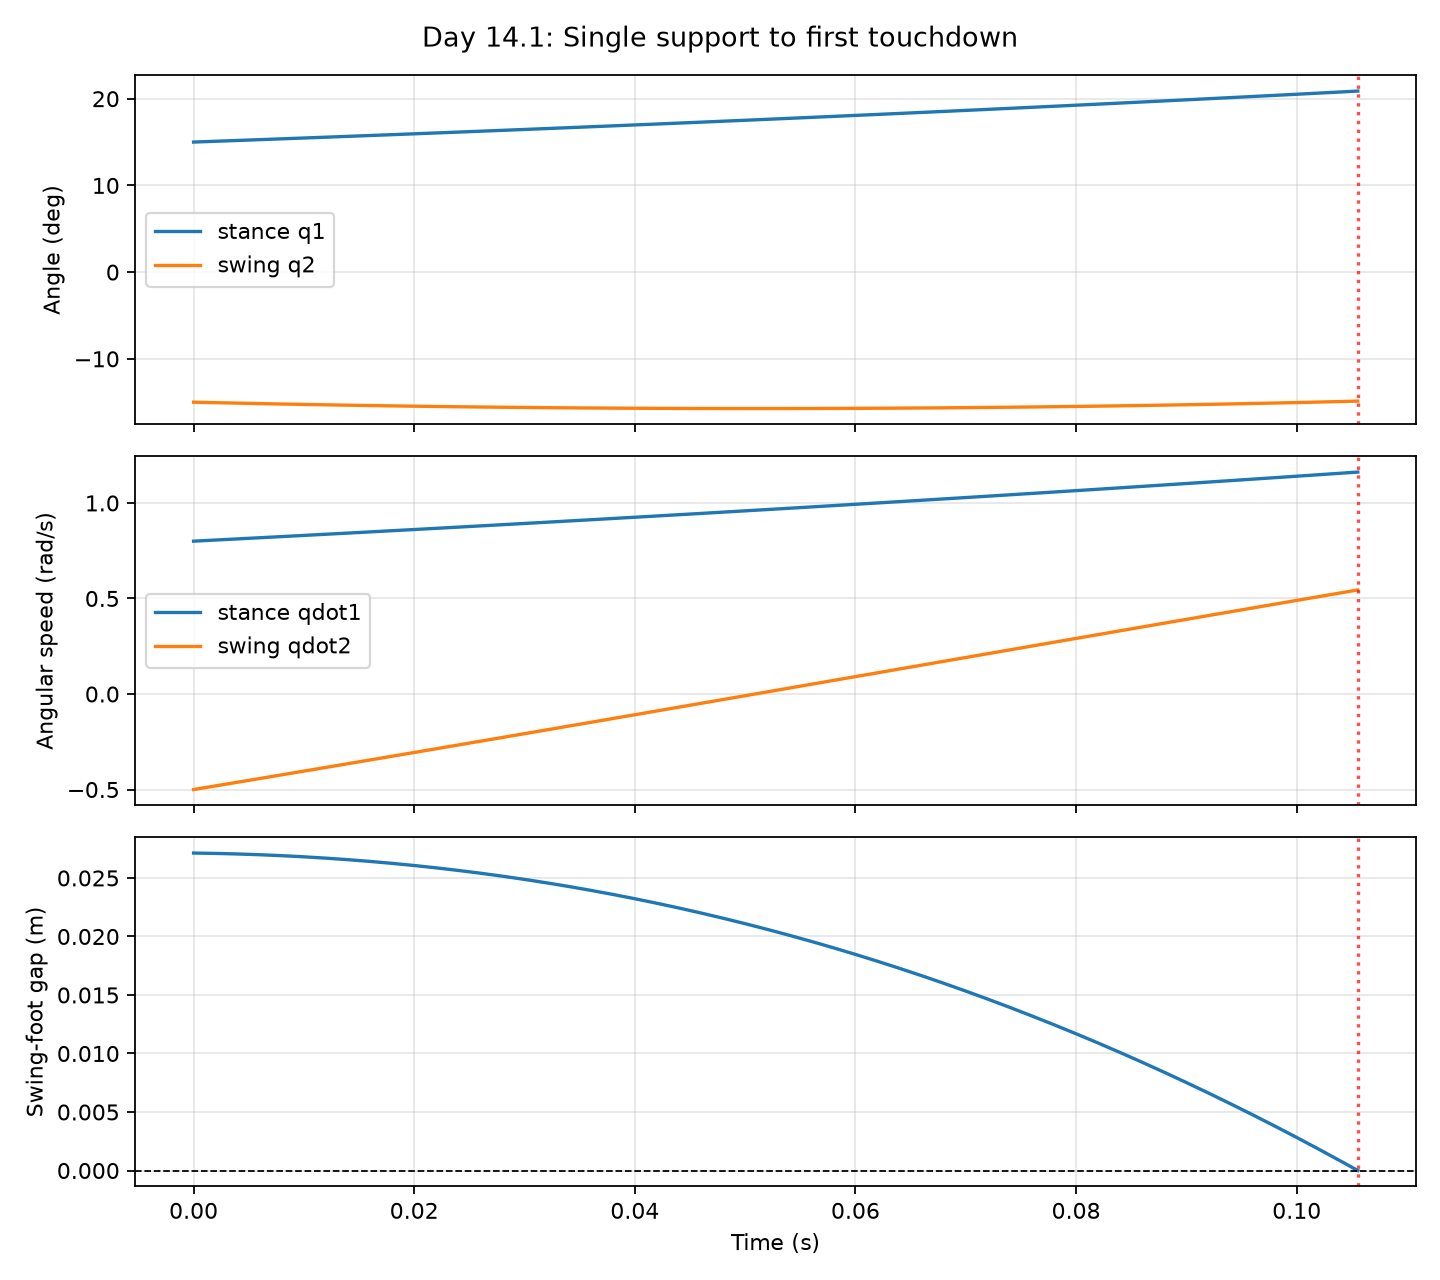 Day 14.1: Single support to first touchdown
Angle (deg)
20
10
0
−10
stance q1
swing q2
Angular speed (rad/s)
1.0
0.5
0.0
−0.5
stance qdot1
swing qdot2
Swing-foot gap (m)
0.025
0.020
0.015
0.010
0.005
0.000
0.00 0.02 0.04 0.06 0.08 0.10
Time (s)